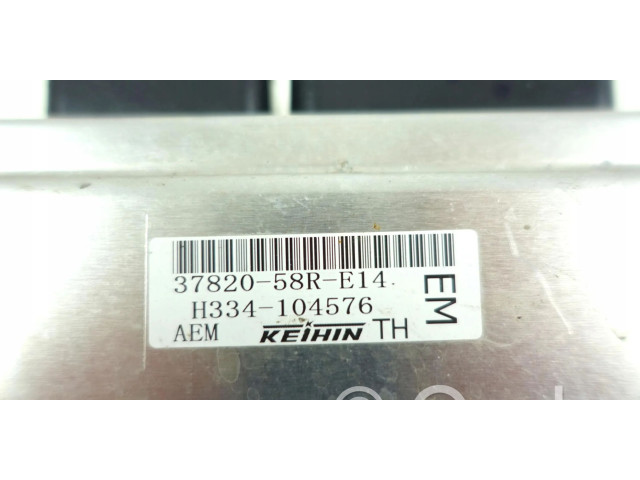 37820-58R-E14
H334-104576
AEM KEIHIN TH
EM